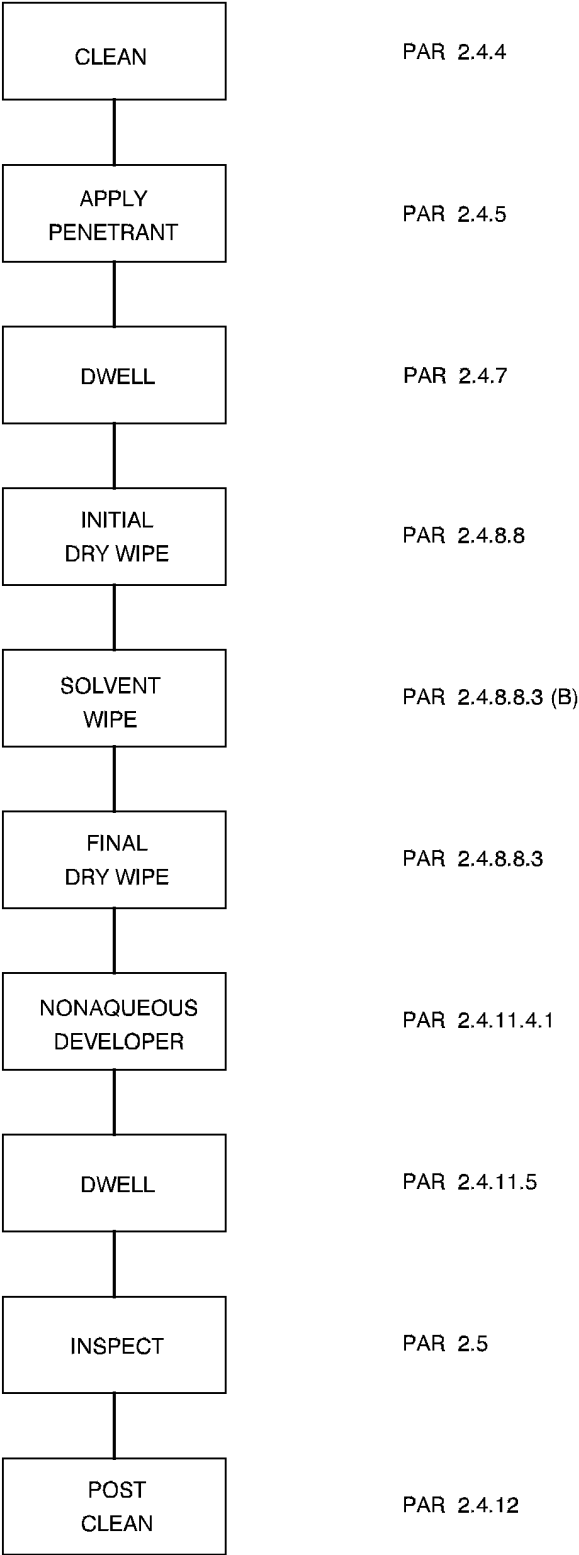 CLEAN
PAR 2.4.4
APPLY
PENETRANT
PAR 2.4.5
DWELL
PAR 2.4.7
INITIAL
DRY WIPE
PAR 2.4.8.8
SOLVENT
WIPE
PAR 2.4.8.8.3 (B)
FINAL
DRY WIPE
PAR 2.4.8.8.3
NONAQUEOUS
DEVELOPER
PAR 2.4.11.4.1
DWELL
PAR 2.4.11.5
INSPECT
PAR 2.5
POST
CLEAN
PAR 2.4.12